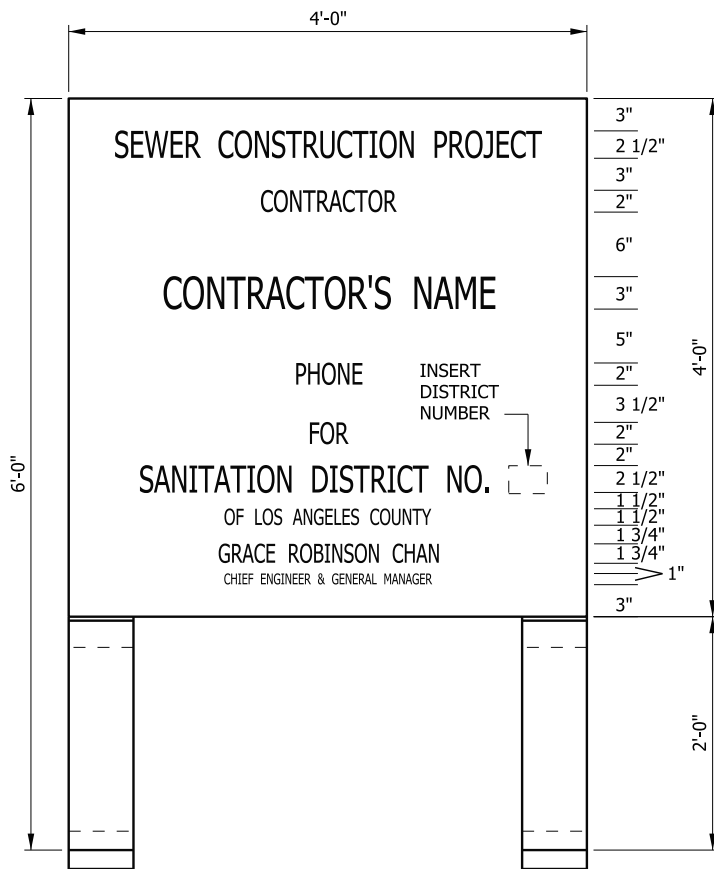 4'-0"
SEWER CONSTRUCTION PROJECT
CONTRACTOR
CONTRACTOR'S NAME
PHONE
INSERT
DISTRICT
NUMBER
FOR
SANITATION DISTRICT NO.
OF LOS ANGELES COUNTY
GRACE ROBINSON CHAN
CHIEF ENGINEER & GENERAL MANAGER
6'-0"
3"
2 1/2"
3"
2"
6"
3"
5"
2"
3 1/2"
2"
2"
2 1/2"
1 1/2"
1 1/2"
1 3/4"
1 3/4"
1"
3"
4'-0"
2'-0"